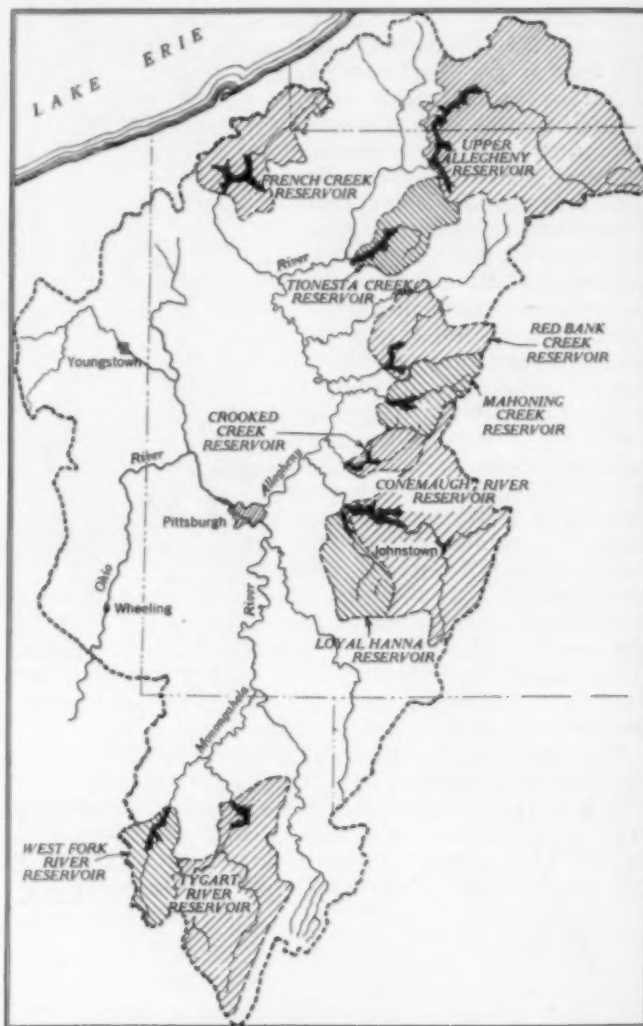 LAKE ERIE
UPPER
ALLEGHENY
RESERVOIR
FRENCH CREEK
RESERVOIR
River
TIONESTA CREEK
RESERVOIR
RED BANK
CREEK
RESERVOIR
Youngstown
MAHONING
CREEK
RESERVOIR
CROOKED
CREEK
RESERVOIR
River
Allegheny
CONEMAUGH RIVER
RESERVOIR
Pittsburgh
Johnstown
Ohio
River
Wheeling
LOYAL HANNA
RESERVOIR
Monongahela
WEST FORK
RIVER
RESERVOIR
TYGART
RIVER
RESERVOIR